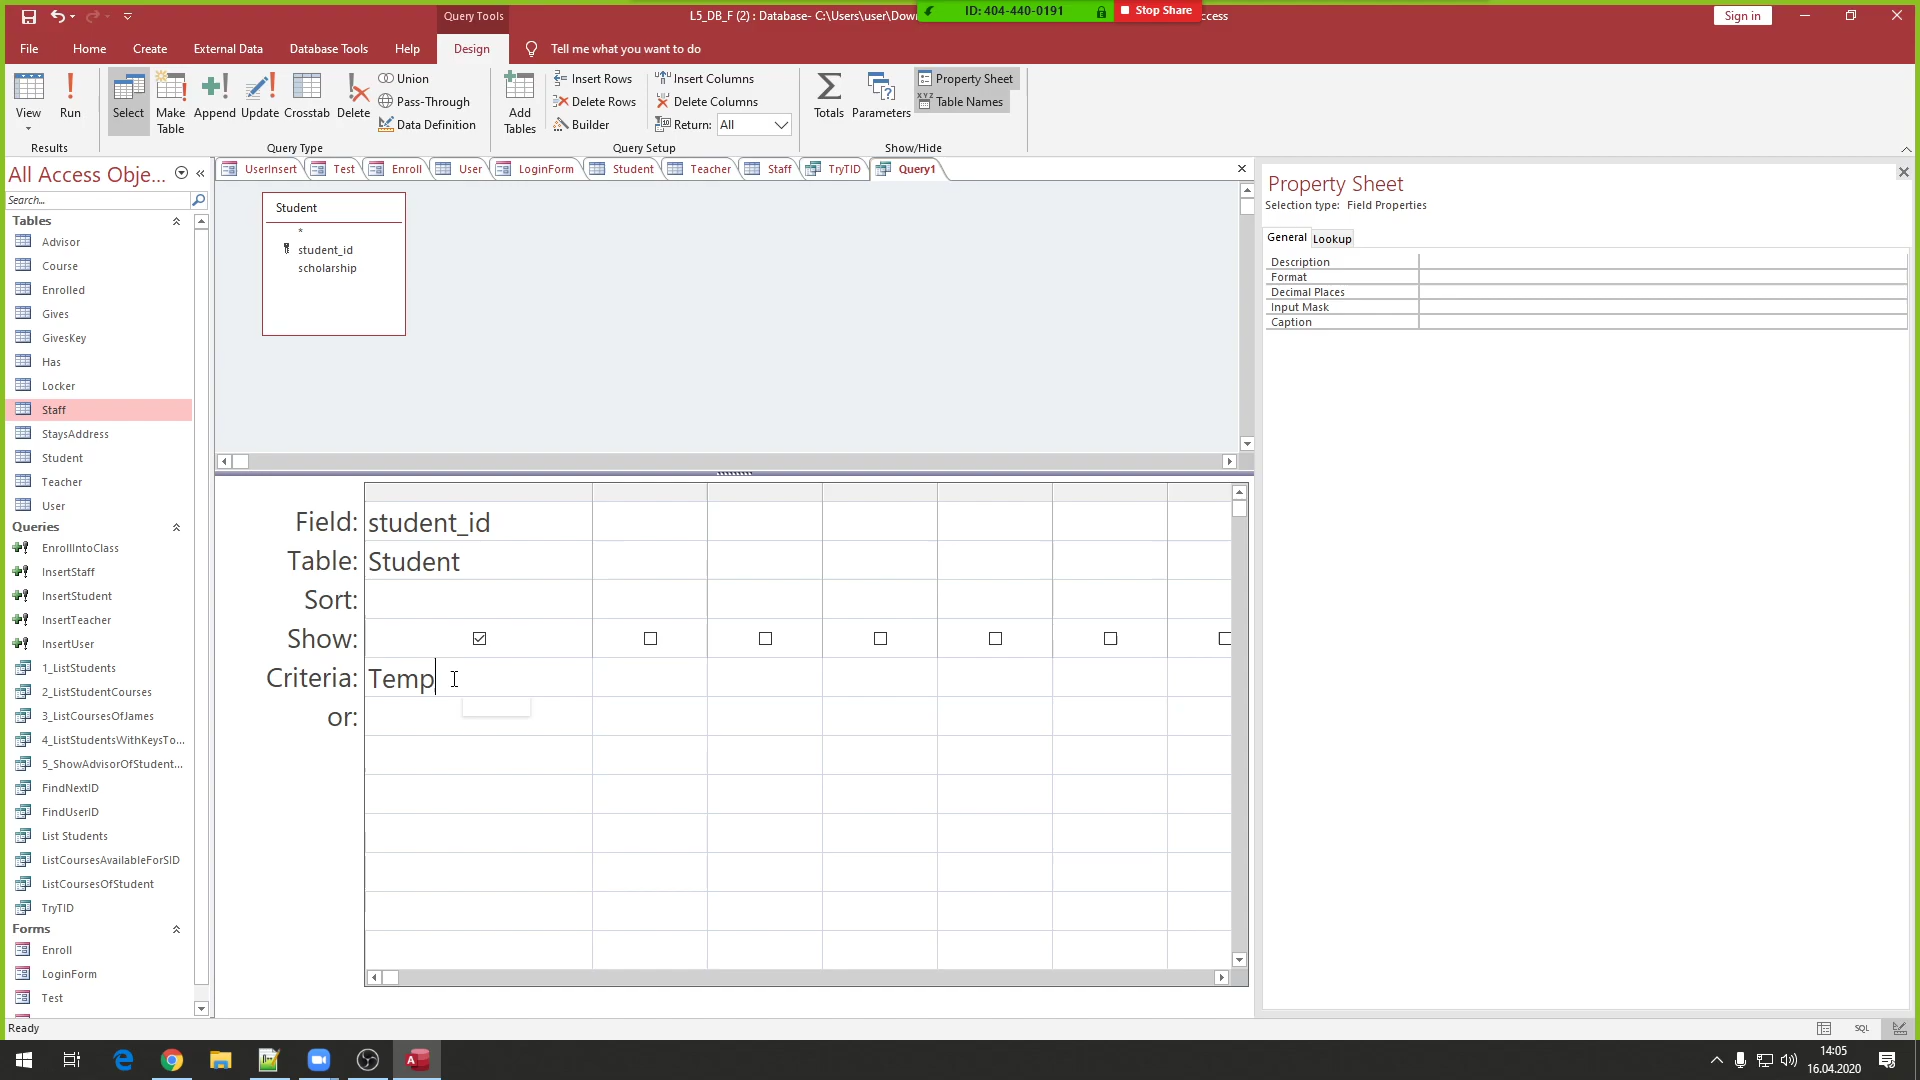 Query Tools
L5_DB_F (2) : Database- C:\Users\user\Dow
ID: 404-440-0191
Stop Share
ccess
Sign in
File
Home
Create
External Data
Database Tools
Help
Design
Tell me what you want to do
View
Run
Select
Make Table
Append
Update
Crosstab
Delete
Union
Pass-Through
Data Definition
Add Tables
Insert Rows
Delete Rows
Builder
Insert Columns
Delete Columns
Return: All
Totals
Parameters
Property Sheet
Table Names
Results
Query Type
Query Setup
Show/Hide
All Access Obje...
Search...
Tables
Advisor
Course
Enrolled
Gives
GivesKey
Has
Locker
Staff
StaysAddress
Student
Teacher
User
Queries
EnrollIntoClass
InsertStaff
InsertStudent
InsertTeacher
InsertUser
1_ListStudents
2_ListStudentCourses
3_ListCoursesOfJames
4_ListStudentsWithKeysTo...
5_ShowAdvisorOfStudent...
FindNextID
FindUserID
List Students
ListCoursesAvailableForSID
ListCoursesOfStudent
TryTID
Forms
Enroll
LoginForm
Test
UserInsert
Test
Enroll
User
LoginForm
Student
Teacher
Staff
TryTID
Query1
Student
*
student_id
scholarship
Field: student_id
Table: Student
Sort:
Show:
Criteria: Temp
or:
Property Sheet
Selection type: Field Properties
General
Lookup
Description
Format
Decimal Places
Input Mask
Caption
Ready
SQL
14:05
16.04.2020